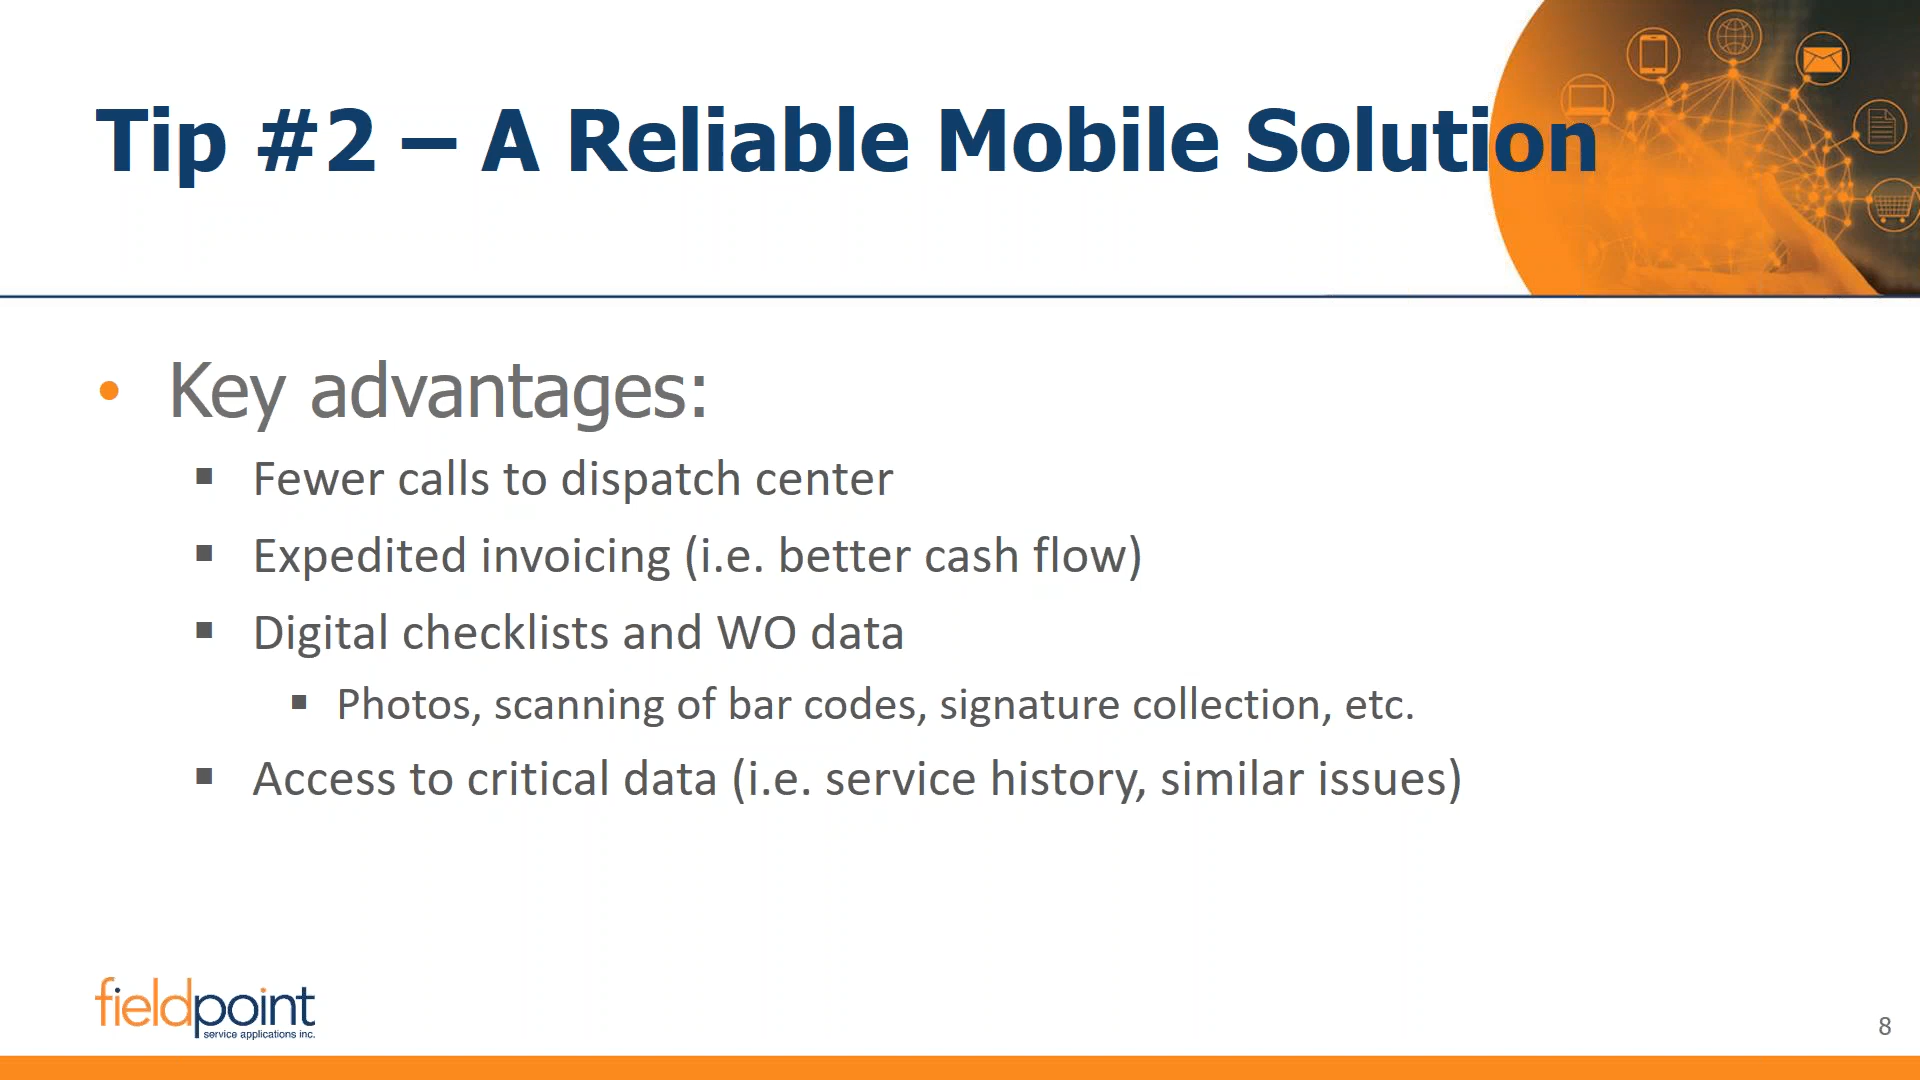 Tip #2 – A Reliable Mobile Solution
• Key advantages:
▪ Fewer calls to dispatch center
▪ Expedited invoicing (i.e. better cash flow)
▪ Digital checklists and WO data
▪ Photos, scanning of bar codes, signature collection, etc.
▪ Access to critical data (i.e. service history, similar issues)
fieldpoint
service applications inc.
8